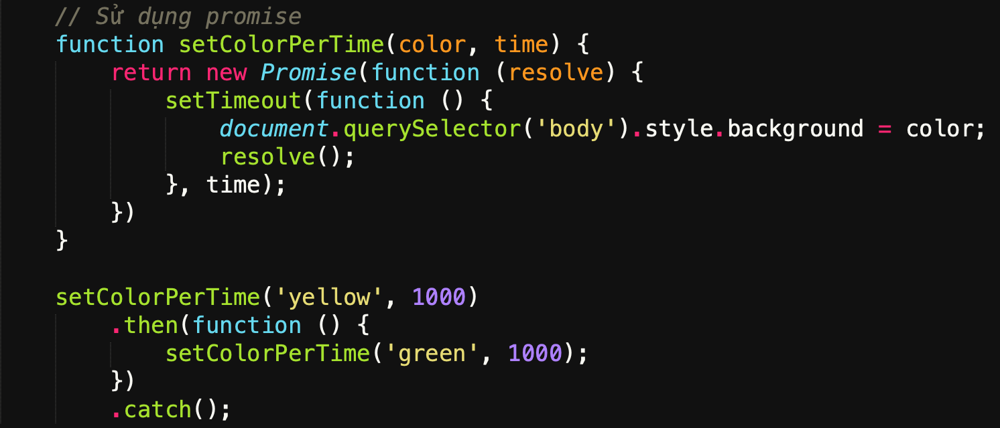 // Sử dụng promise
function setColorPerTime(color, time) {
    return new Promise(function (resolve) {
        setTimeout(function () {
            document.querySelector('body').style.background = color;
            resolve();
        }, time);
    })
}

setColorPerTime('yellow', 1000)
    .then(function () {
        setColorPerTime('green', 1000);
    })
    .catch();